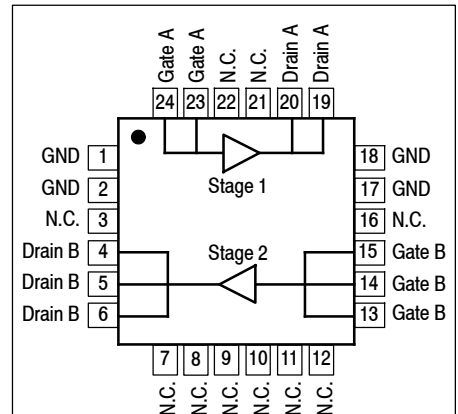 Gate A
Gate A
N.C.
N.C.
Drain A
Drain A
24 23 22 21 20 19
GND 1
18 GND
Stage 1
GND 2
17 GND
N.C. 3
16 N.C.
Drain B 4
Stage 2
15 Gate B
Drain B 5
14 Gate B
Drain B 6
13 Gate B
7 8 9 10 11 12
N.C.
N.C.
N.C.
N.C.
N.C.
N.C.